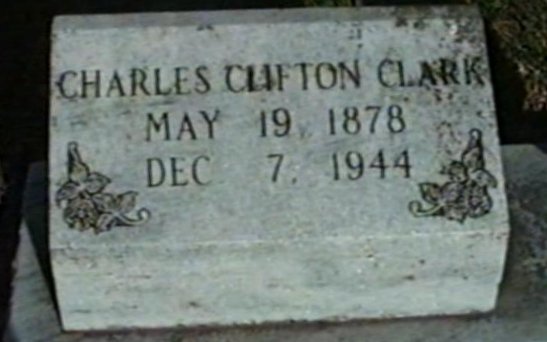 CHARLES CLIFTON CLARK
MAY 19, 1878
DEC 7, 1944